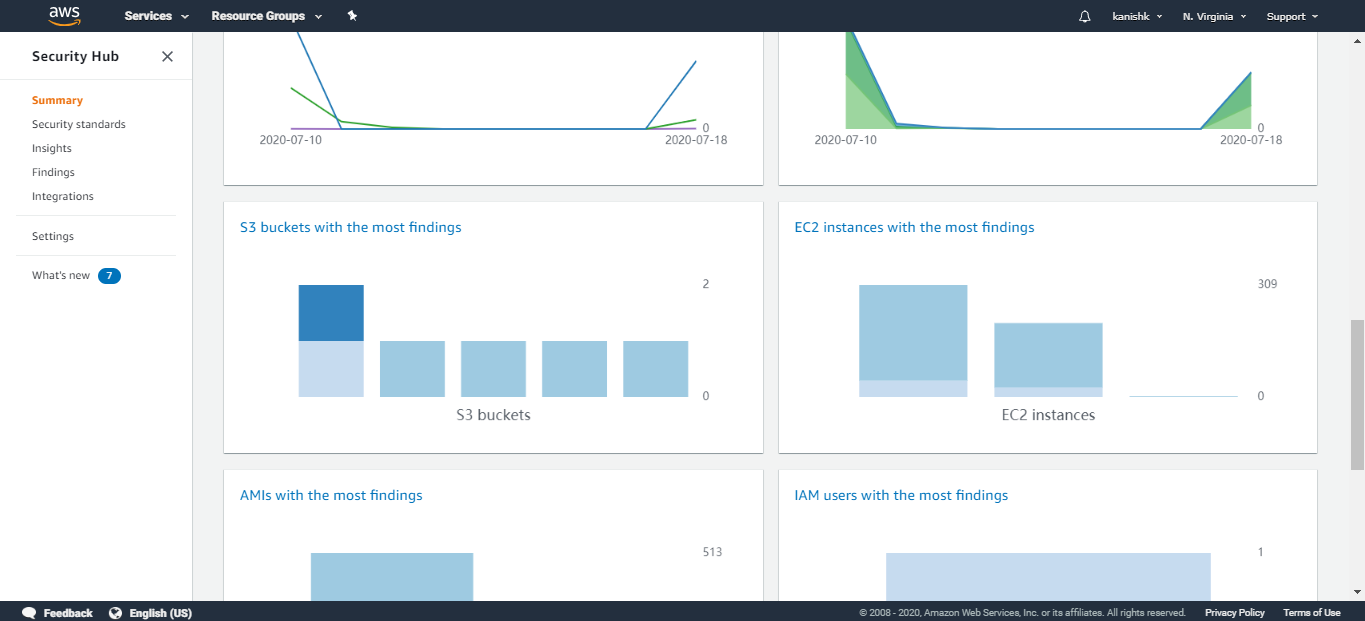 aws Services Resource Groups kanishk N. Virginia Support
Security Hub
Summary
Security standards
Insights
Findings
Integrations
Settings
What's new 7
0
2020-07-10 2020-07-18
0
2020-07-10 2020-07-18
S3 buckets with the most findings
2
0
S3 buckets
EC2 instances with the most findings
309
0
EC2 instances
AMIs with the most findings
513
IAM users with the most findings
1
Feedback English (US) © 2008 - 2020, Amazon Web Services, Inc. or its affiliates. All rights reserved. Privacy Policy Terms of Use